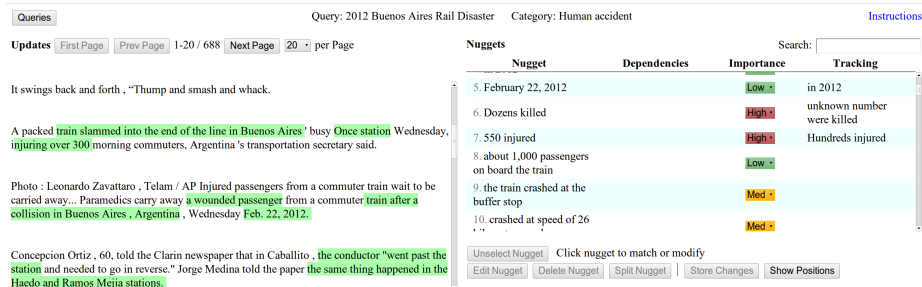 Queries
Query: 2012 Buenos Aires Rail Disaster Category: Human accident
Instructions
Updates First Page Prev Page 1-20 / 688 Next Page 20 per Page
It swings back and forth , “Thump and smash and whack.
A packed train slammed into the end of the line in Buenos Aires ' busy Once station Wednesday,
injuring over 300 morning commuters, Argentina 's transportation secretary said.
Photo : Leonardo Zavattaro , Telam / AP Injured passengers from a commuter train wait to be
carried away... Paramedics carry away a wounded passenger from a commuter train after a
collision in Buenos Aires , Argentina , Wednesday Feb. 22, 2012.
Concepcion Ortiz , 60, told the Clarin newspaper that in Caballito , the conductor "went past the
station and needed to go in reverse." Jorge Medina told the paper the same thing happened in the
Haedo and Ramos Mejia stations.
Nuggets
Search:
Nugget Dependencies Importance Tracking
5. February 22, 2012 Low in 2012
6. Dozens killed High unknown number
were killed
7. 550 injured High Hundreds injured
8. about 1,000 passengers
on board the train Low
9. the train crashed at the
buffer stop Med
10. crashed at speed of 26
Med
Unselect Nugget Click nugget to match or modify
Edit Nugget Delete Nugget Split Nugget | Store Changes Show Positions